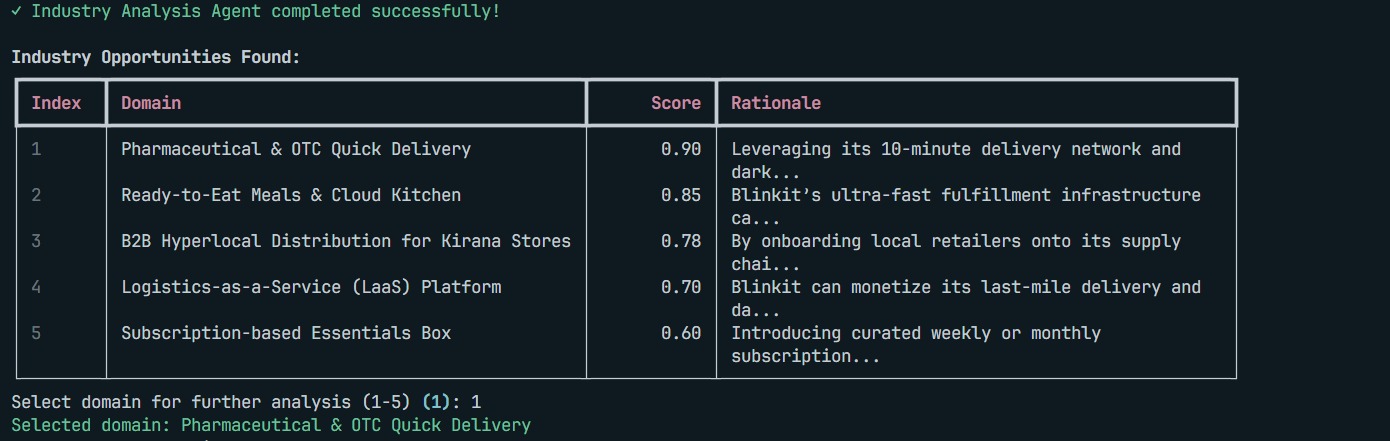 ✓ Industry Analysis Agent completed successfully!
Industry Opportunities Found:
Index Domain Score Rationale
1 Pharmaceutical & OTC Quick Delivery 0.90 Leveraging its 10-minute delivery network and
dark...
2 Ready-to-Eat Meals & Cloud Kitchen 0.85 Blinkit’s ultra-fast fulfillment infrastructure
ca...
3 B2B Hyperlocal Distribution for Kirana Stores 0.78 By onboarding local retailers onto its supply
chai...
4 Logistics-as-a-Service (LaaS) Platform 0.70 Blinkit can monetize its last-mile delivery and
da...
5 Subscription-based Essentials Box 0.60 Introducing curated weekly or monthly
subscription...
Select domain for further analysis (1-5) (1): 1
Selected domain: Pharmaceutical & OTC Quick Delivery